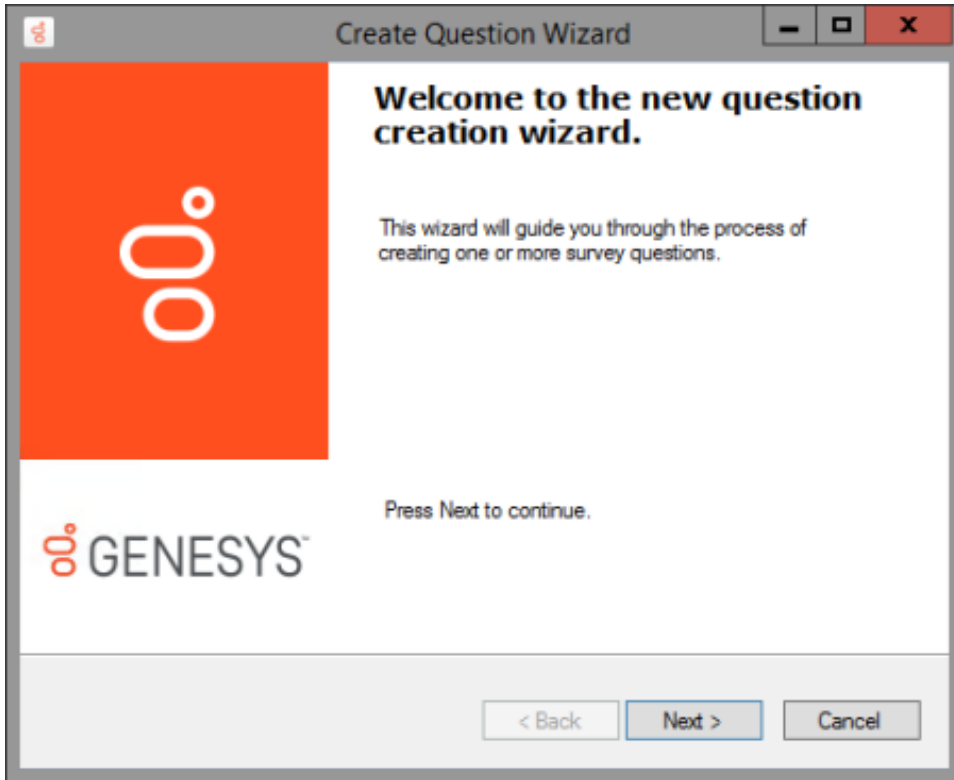 Create Question Wizard
Welcome to the new question
creation wizard.
This wizard will guide you through the process of
creating one or more survey questions.
Press Next to continue.
GENESYS™
< Back
Next >
Cancel